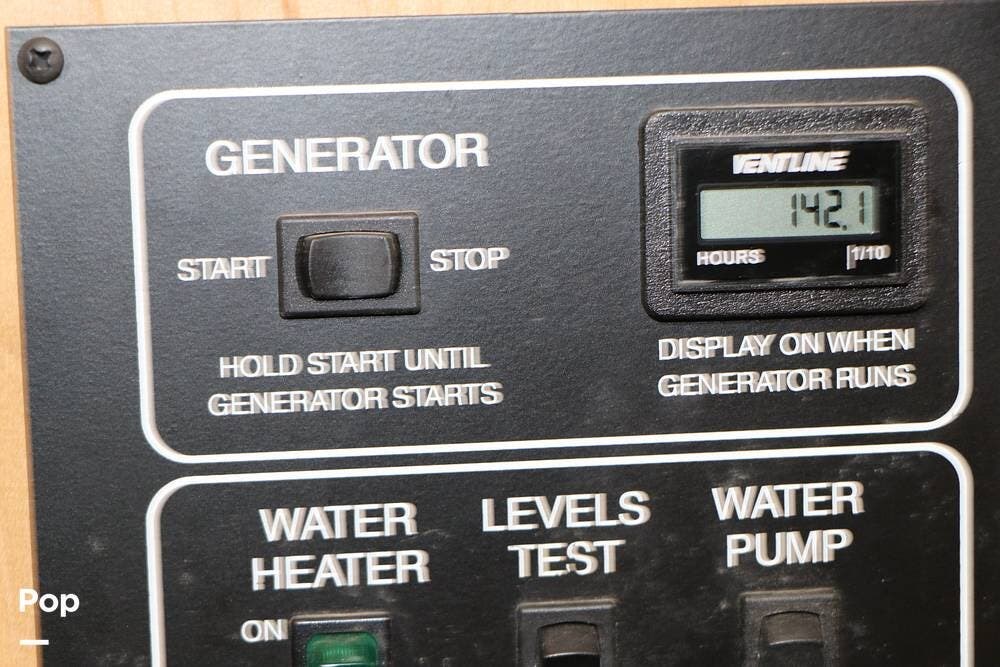 GENERATOR
VENTLINE
142.1
HOURS 1/10
START STOP
HOLD START UNTIL
GENERATOR STARTS
DISPLAY ON WHEN
GENERATOR RUNS
WATER
HEATER
LEVELS
TEST
WATER
PUMP
ON
Pop